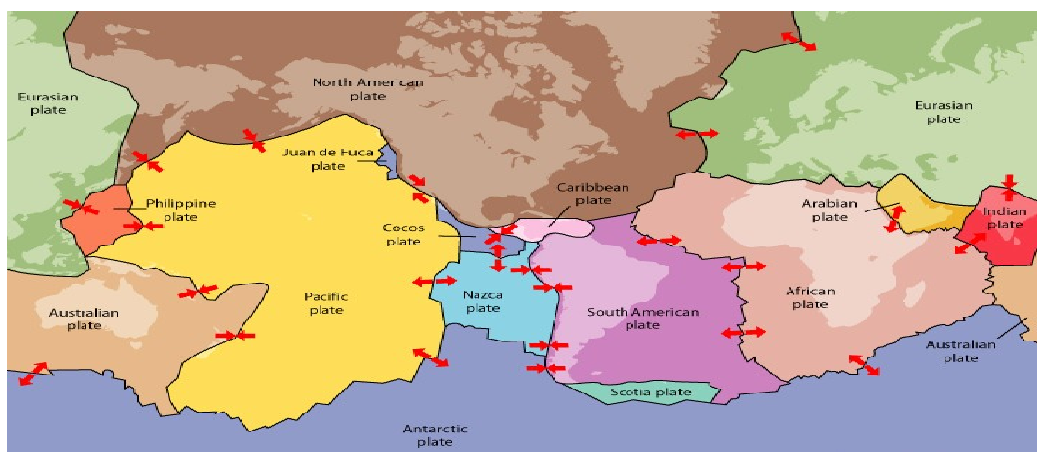 North American
plate
Eurasian
plate
Eurasian
plate
Juan de Fuca
plate
Caribbean
plate
Philippine
plate
Arabian
plate
Indian
plate
Cocos
plate
Pacific
plate
Nazca
plate
South American
plate
African
plate
Australian
plate
Australian
plate
Scotia plate
Antarctic
plate